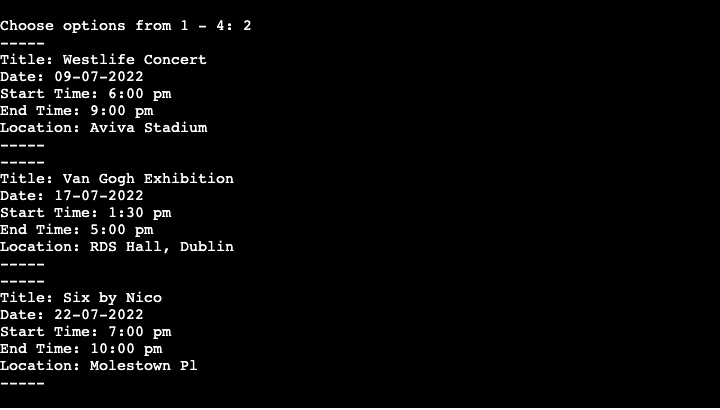 Choose options from 1 - 4: 2
-----
Title: Westlife Concert
Date: 09-07-2022
Start Time: 6:00 pm
End Time: 9:00 pm
Location: Aviva Stadium
-----
-----
Title: Van Gogh Exhibition
Date: 17-07-2022
Start Time: 1:30 pm
End Time: 5:00 pm
Location: RDS Hall, Dublin
-----
-----
Title: Six by Nico
Date: 22-07-2022
Start Time: 7:00 pm
End Time: 10:00 pm
Location: Molestown Pl
-----